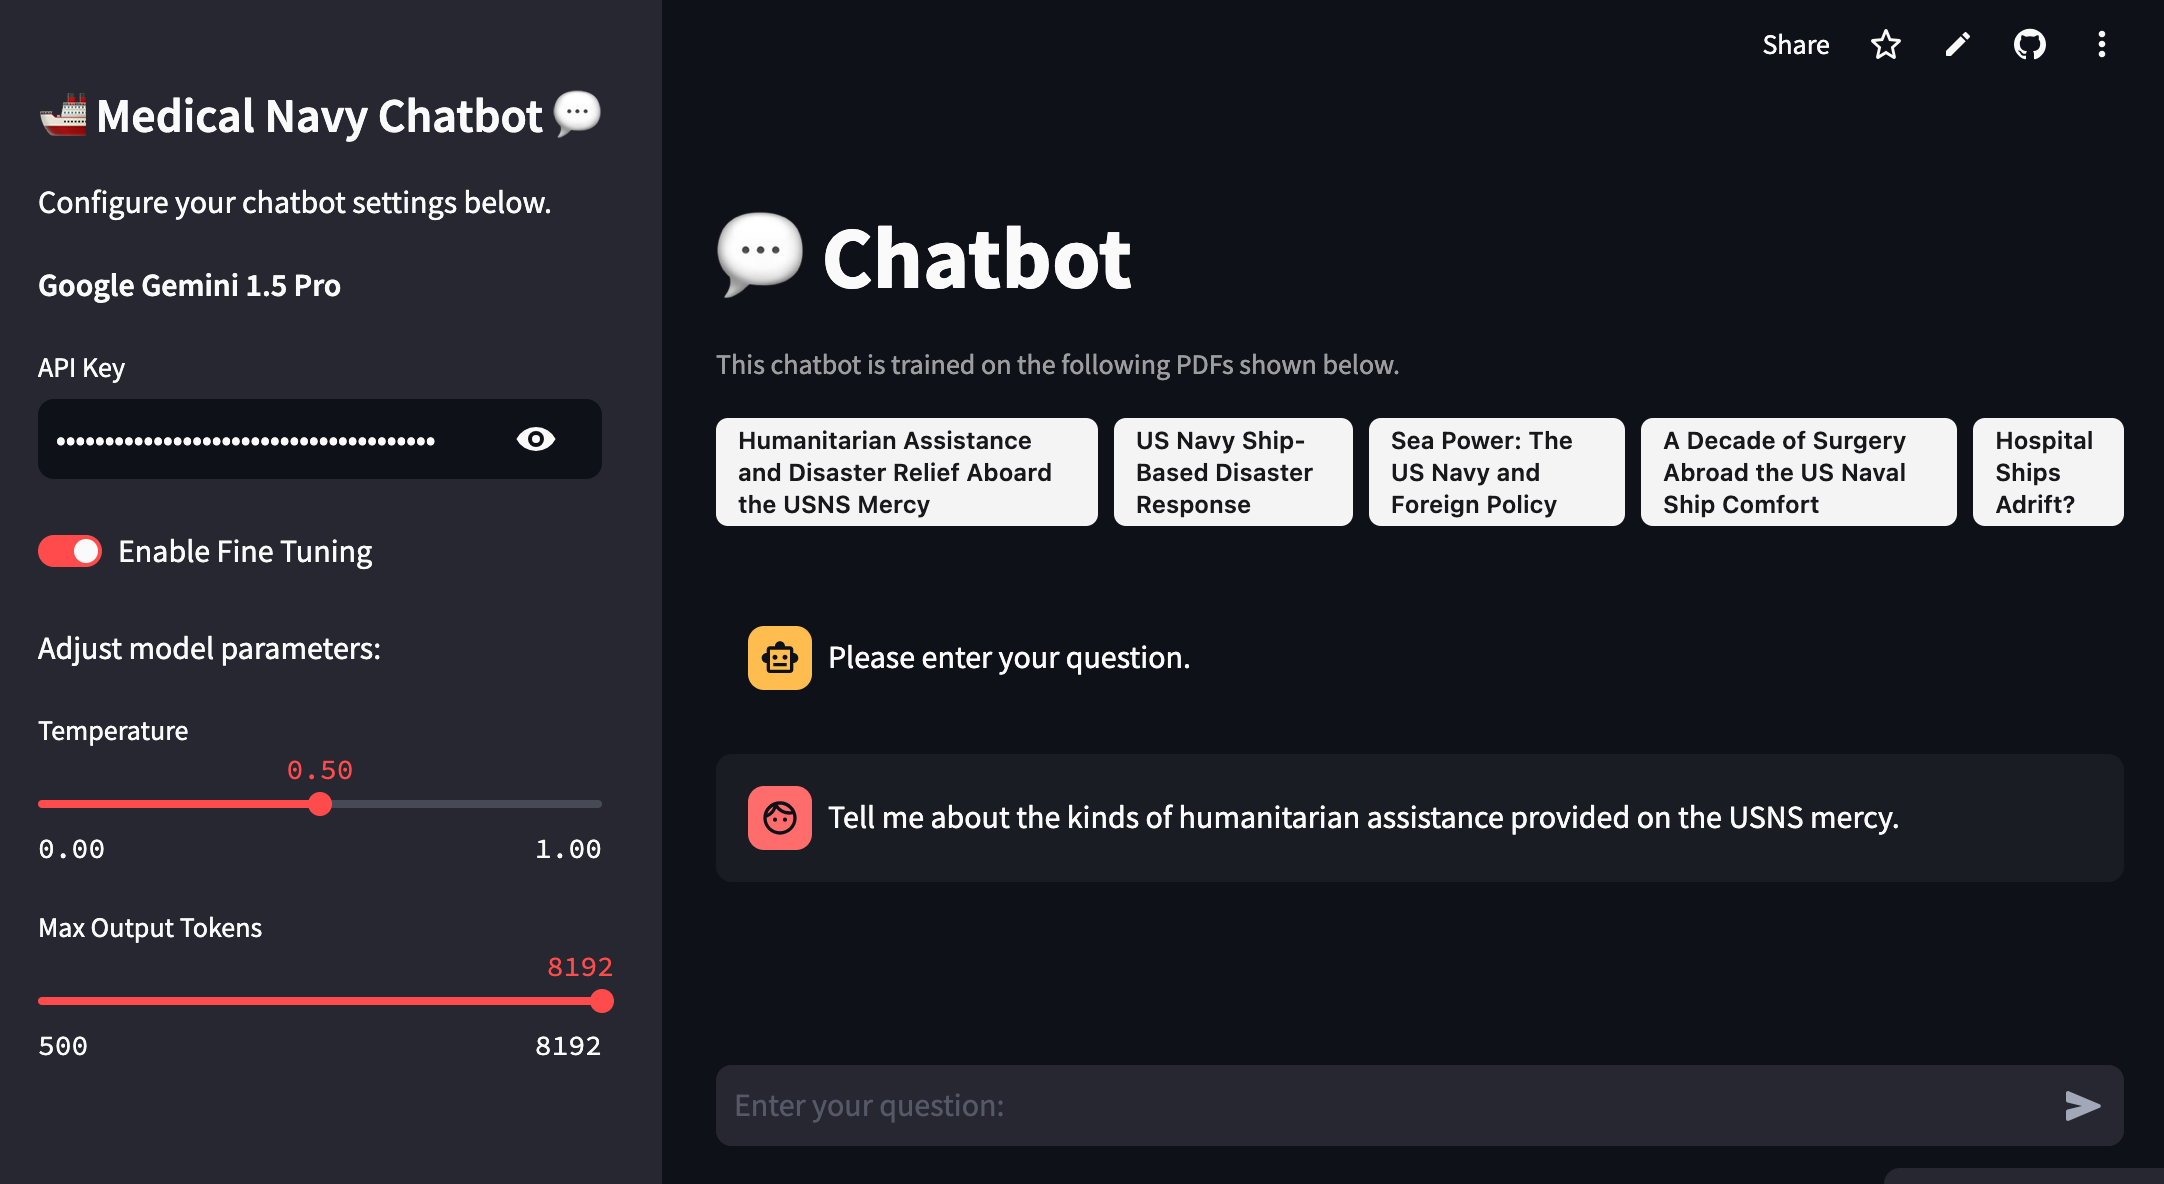 Medical Navy Chatbot
Configure your chatbot settings below.
Google Gemini 1.5 Pro
API Key
Enable Fine Tuning
Adjust model parameters:
Temperature
0.50
0.00 1.00
Max Output Tokens
8192
500 8192
Share
Chatbot
This chatbot is trained on the following PDFs shown below.
Humanitarian Assistance
and Disaster Relief Aboard
the USNS Mercy
US Navy Ship-
Based Disaster
Response
Sea Power: The
US Navy and
Foreign Policy
A Decade of Surgery
Abroad the US Naval
Ship Comfort
Hospital
Ships
Adrift?
Please enter your question.
Tell me about the kinds of humanitarian assistance provided on the USNS mercy.
Enter your question: